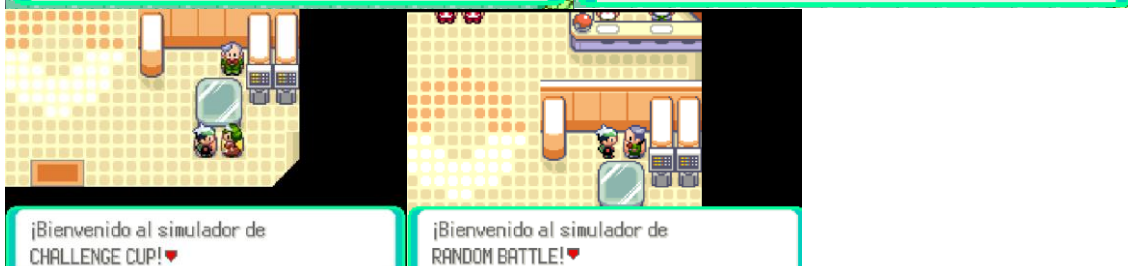 ¡Bienvenido al simulador de
CHALLENGE CUP!
¡Bienvenido al simulador de
RANDOM BATTLE!